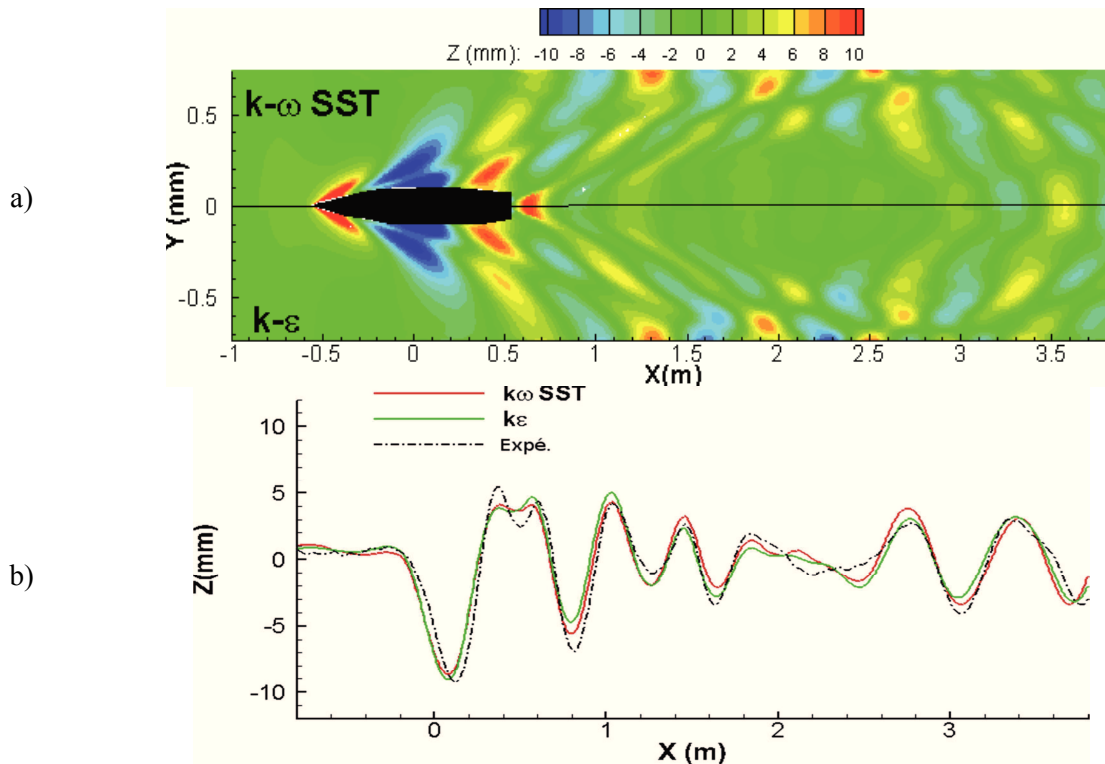 Z (mm): -10 -8 -6 -4 -2 0 2 4 6 8 10
a)
k-ω SST
k-ε
Y (mm)
0.5
0
-0.5
-1 -0.5 0 0.5 1 1.5 2 2.5 3 3.5
X(m)
b)
kω SST
kε
Expé.
Z(mm)
10
5
0
-5
-10
0 1 2 3
X (m)